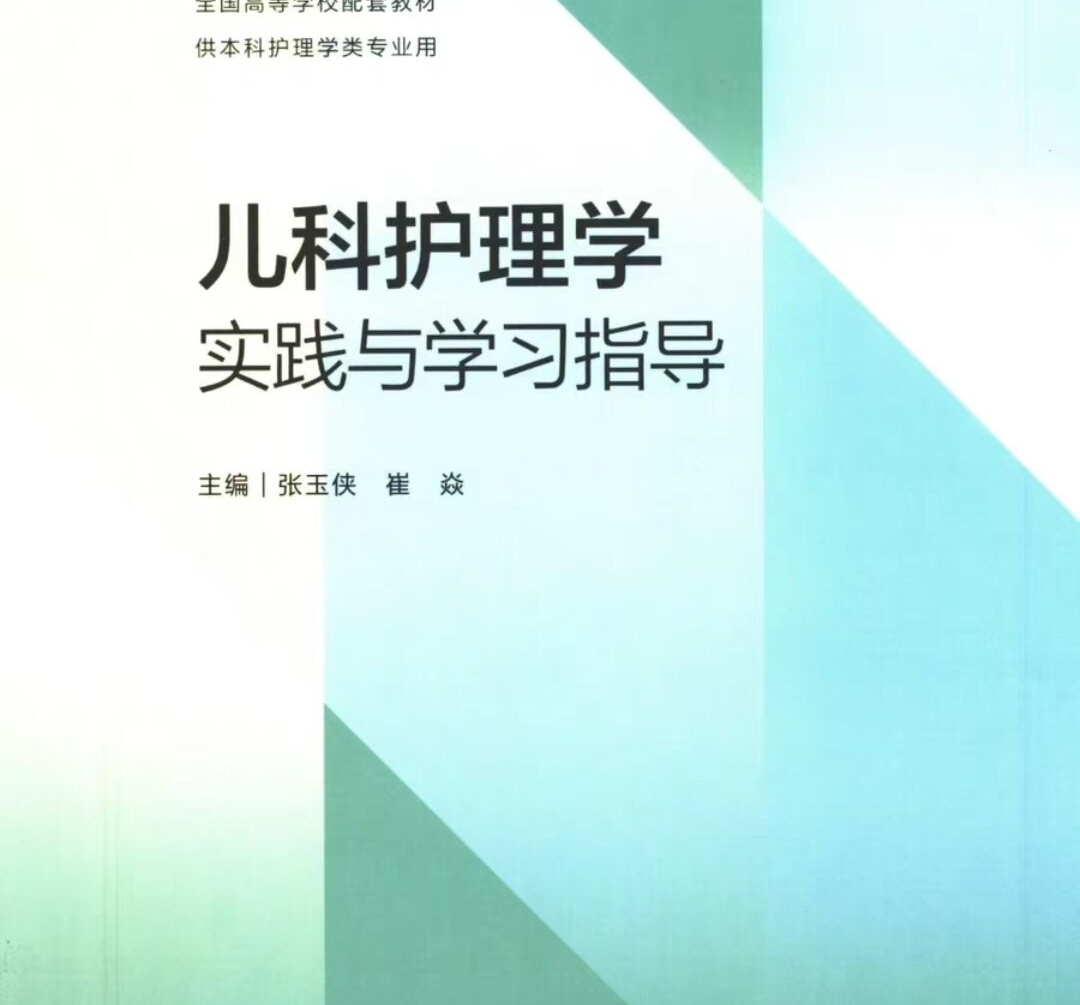 全国高等学校配套教材
供本科护理学类专业用
儿科护理学
实践与学习指导
主编｜张玉侠 崔 焱